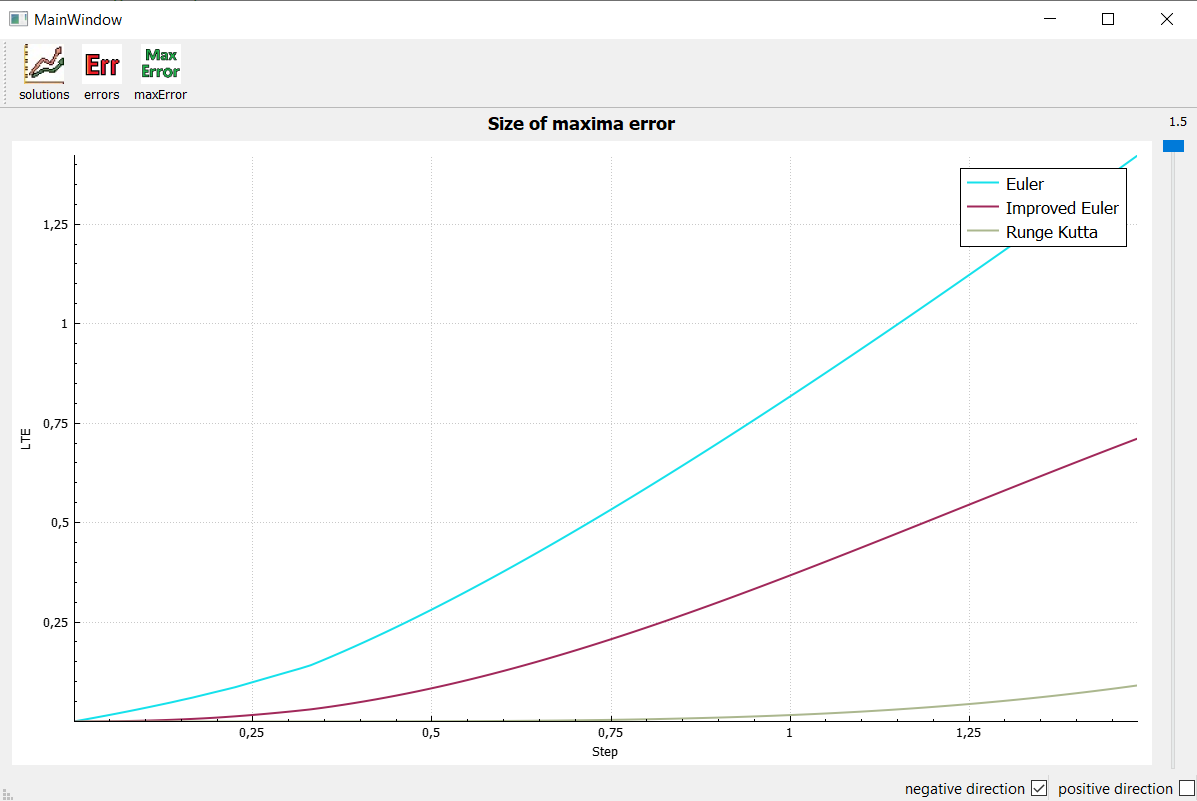 MainWindow
Err
Max
Error
solutions errors maxError
Size of maxima error
1.5
Euler
Improved Euler
Runge Kutta
1,25
1
0,75
0,5
0,25
LTE
0,25 0,5 0,75 1 1,25
Step
negative direction positive direction